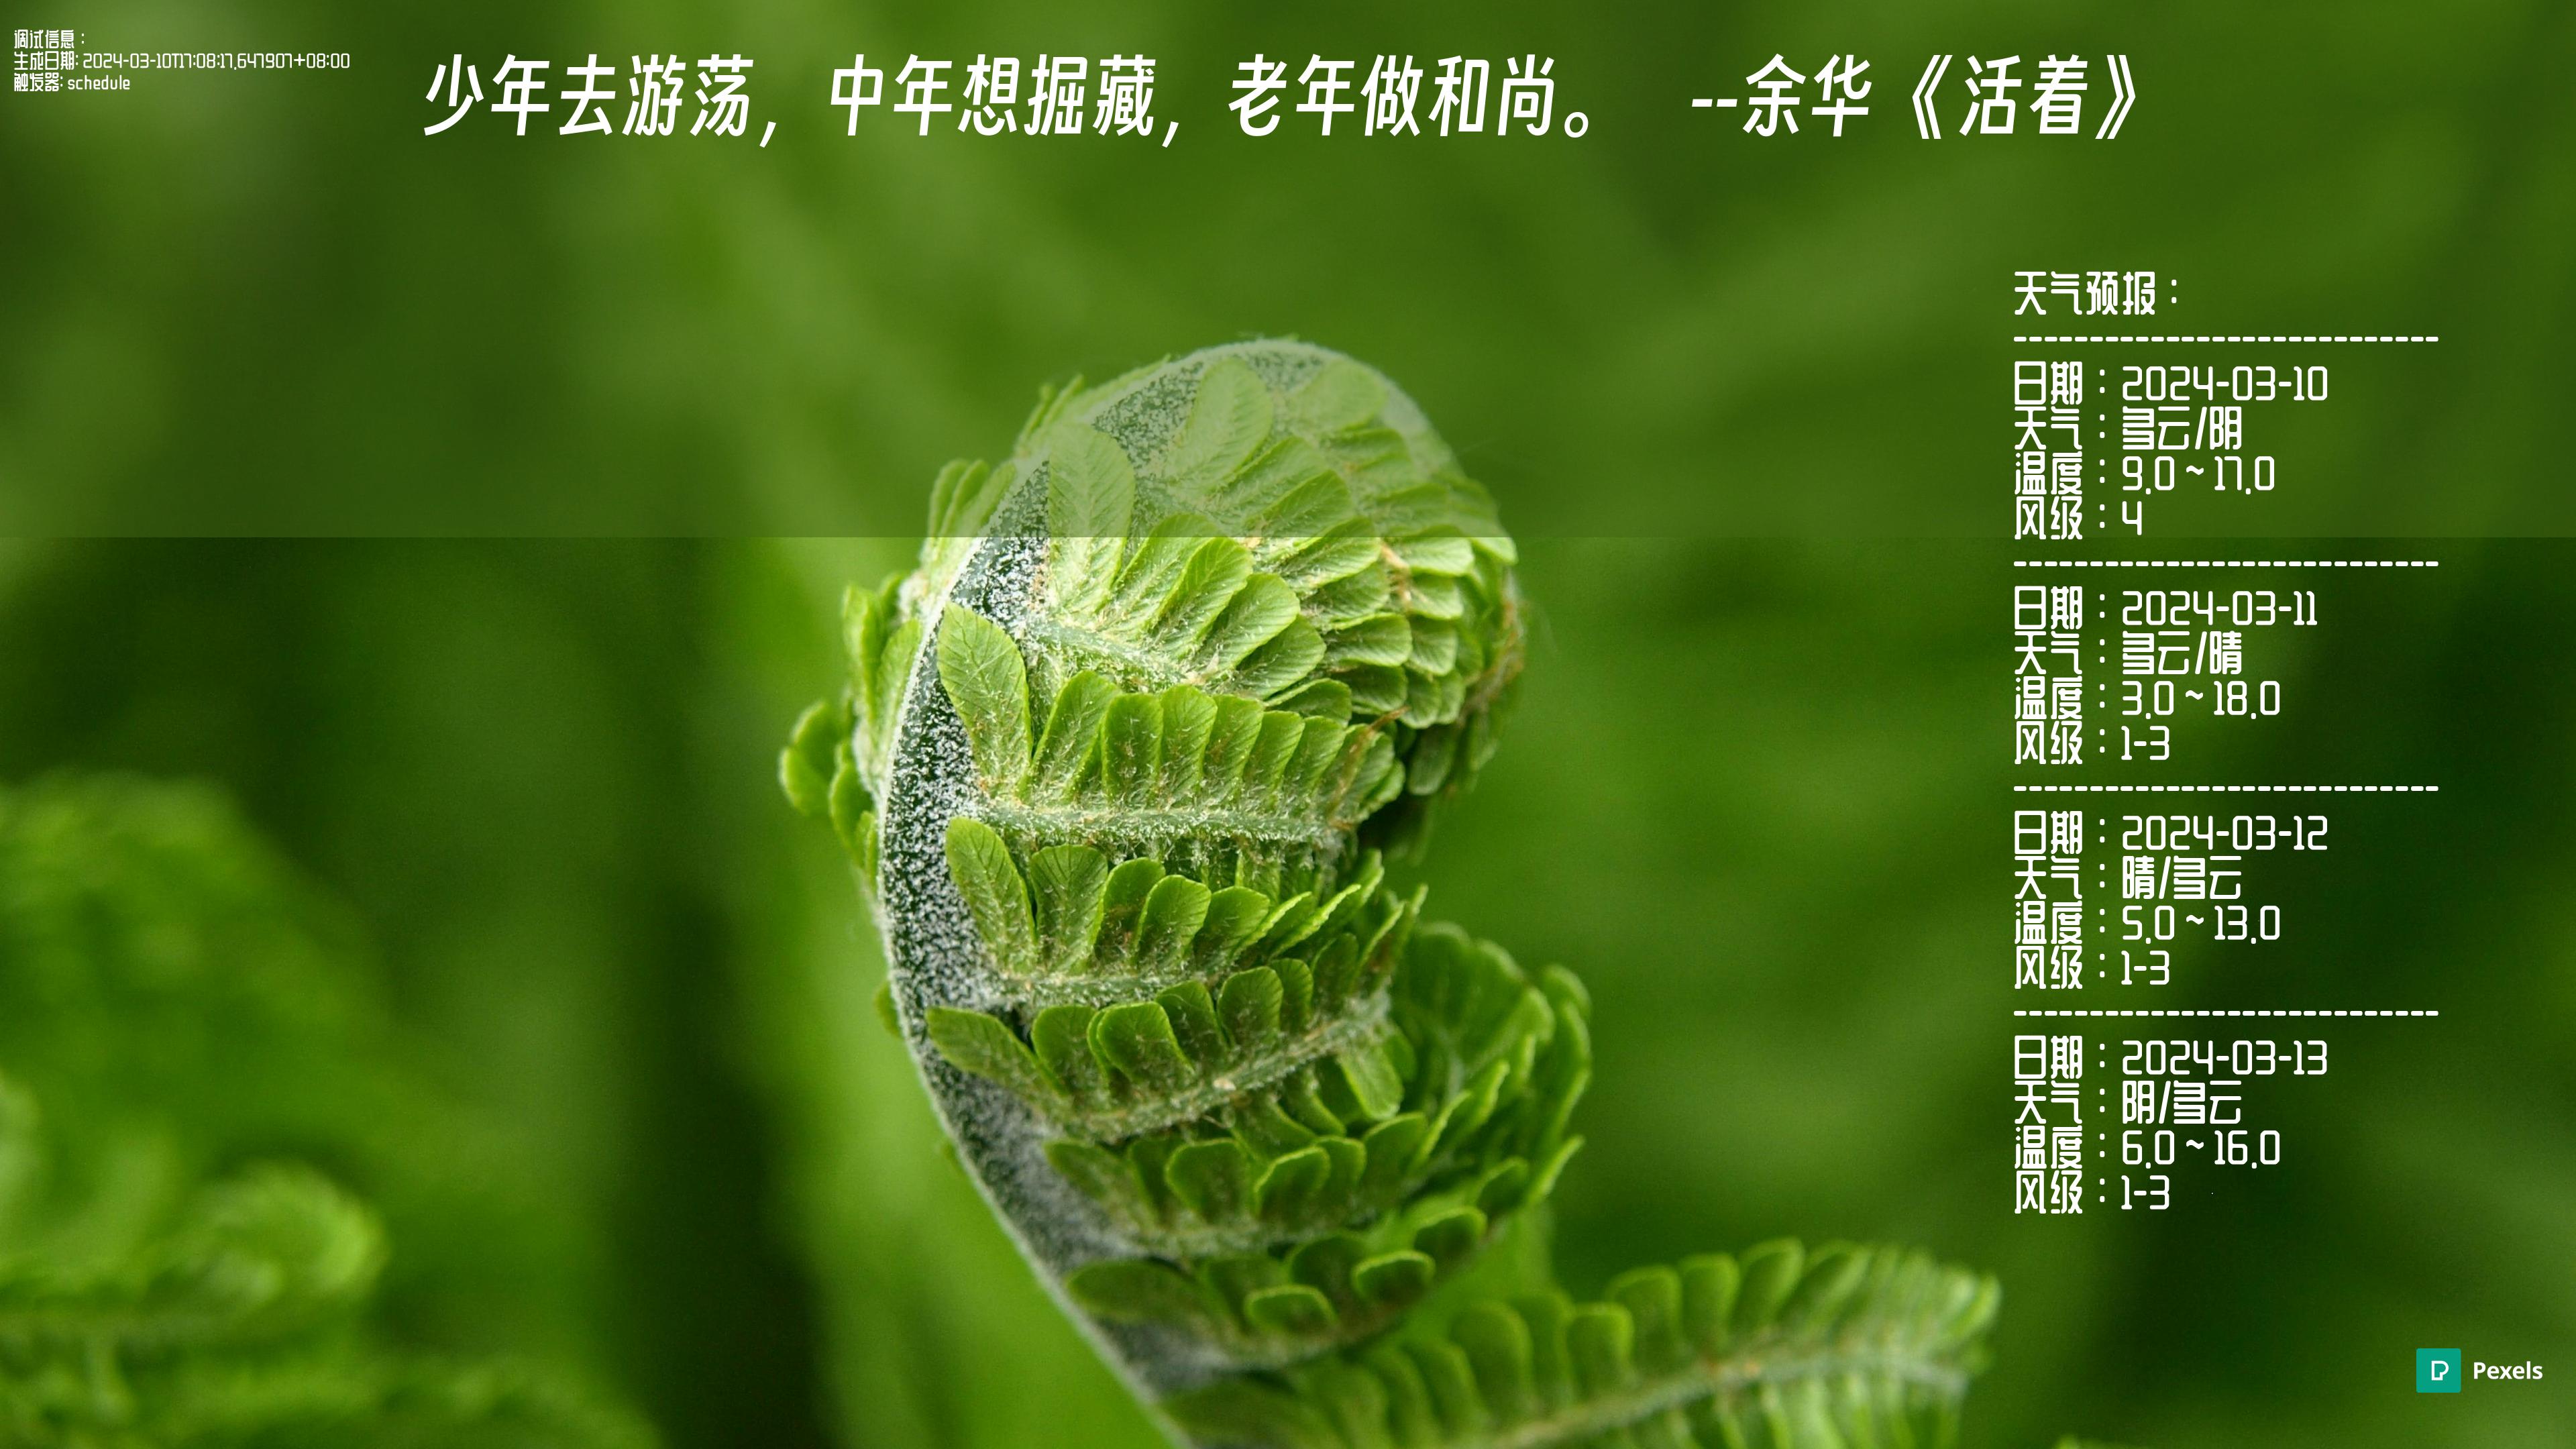 调试信息：
生成日期: 2024-03-10T17:08:17.647907+08:00
触发器: schedule
少年去游荡，中年想掘藏，老年做和尚。 --余华《活着》
天气预报：
----------------------------
日期：2024-03-10
天气：多云/阴
温度：9.0 ~ 17.0
风级：4
----------------------------
日期：2024-03-11
天气：多云/晴
温度：3.0 ~ 18.0
风级：1-3
----------------------------
日期：2024-03-12
天气：晴/多云
温度：5.0 ~ 13.0
风级：1-3
----------------------------
日期：2024-03-13
天气：阴/多云
温度：6.0 ~ 16.0
风级：1-3
Pexels